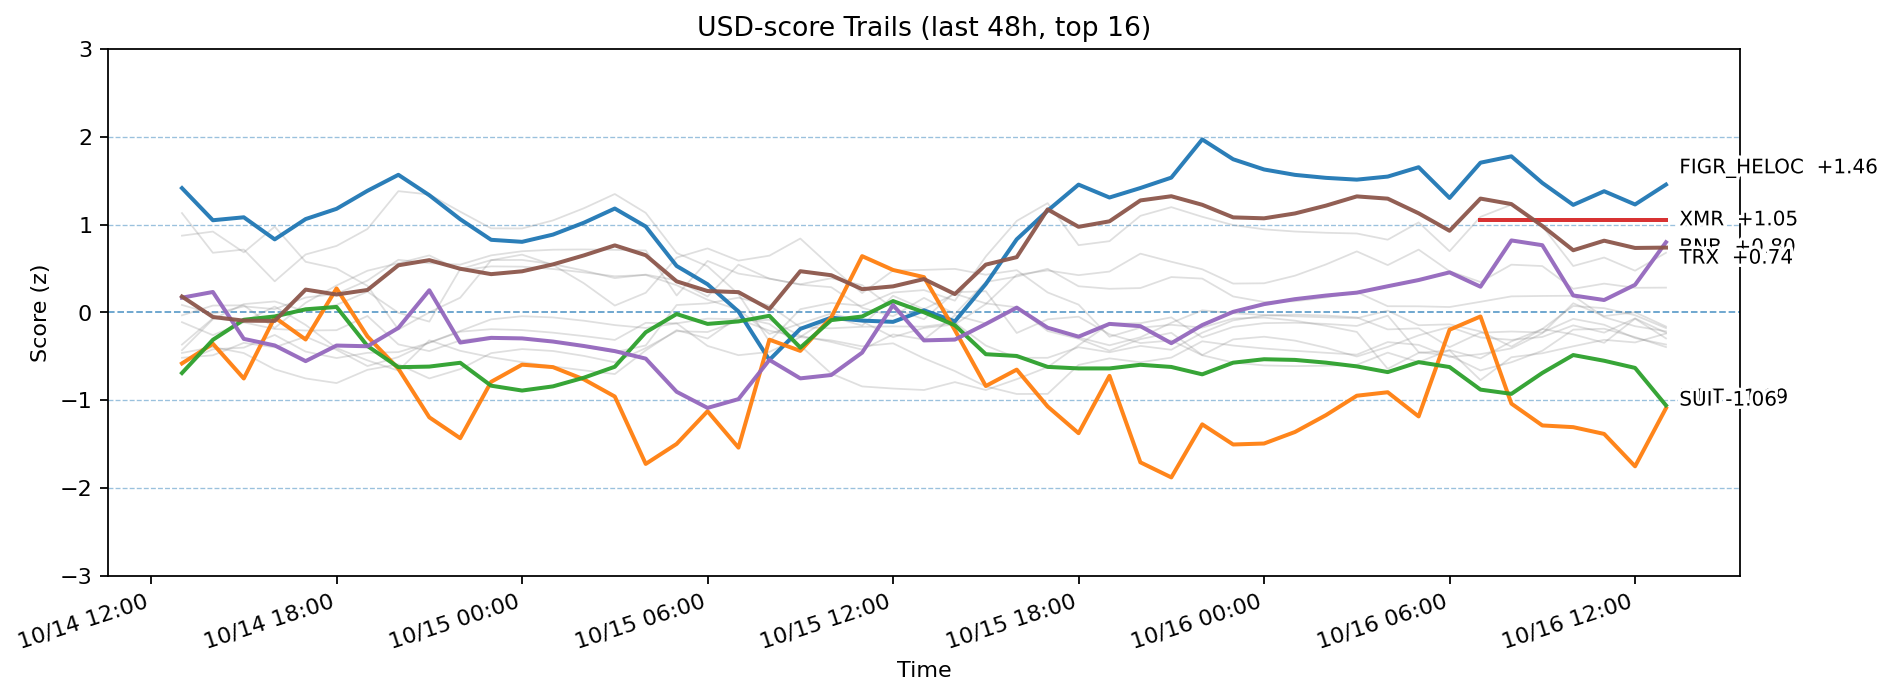 USD-score Trails (last 48h, top 16)
3
2
1
0
−1
−2
−3
Score (z)
FIGR_HELOC +1.46
XMR +1.05
BNB +0.80
TRX +0.74
10/14 12:00
10/14 18:00
10/15 00:00
10/15 06:00
10/15 12:00
10/15 18:00
10/16 00:00
10/16 06:00
10/16 12:00
Time